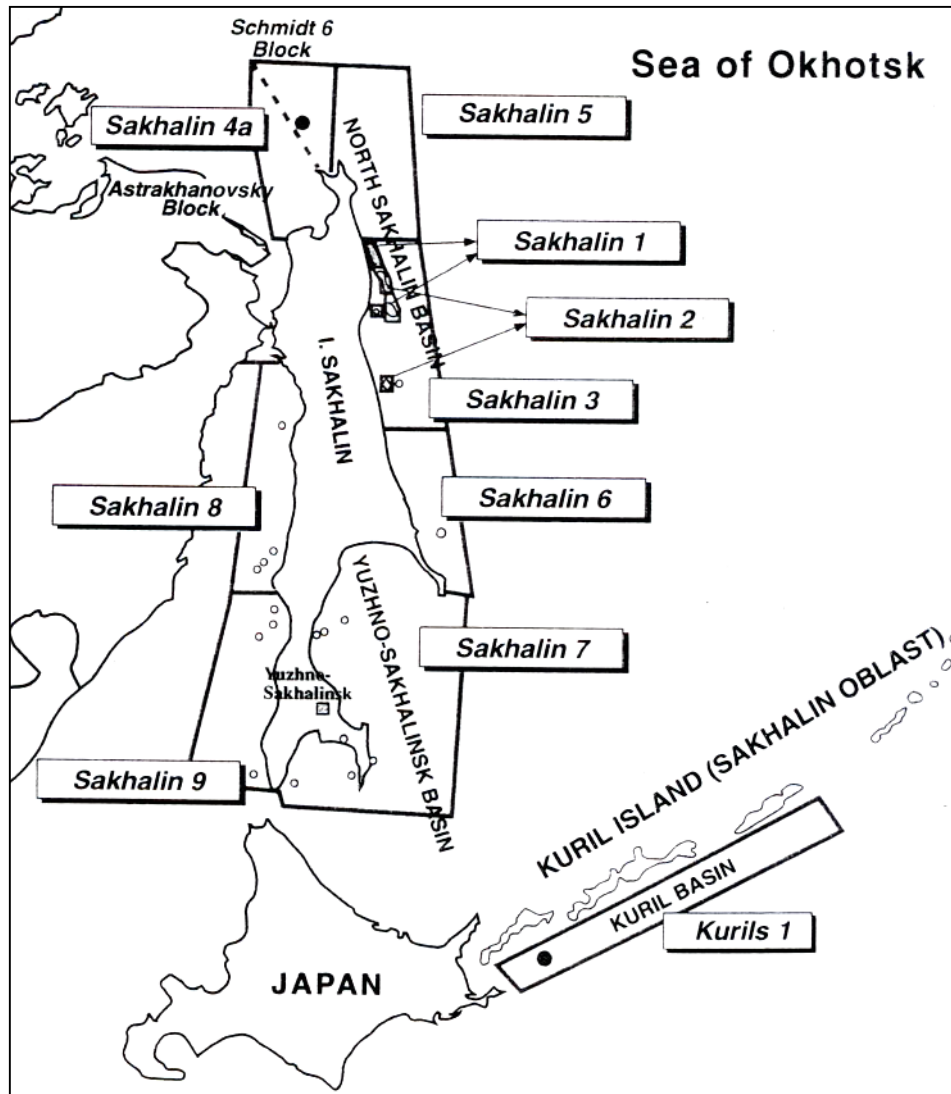 Schmidt 6
Block
Sea of Okhotsk
Sakhalin 4a
Sakhalin 5
NORTH SAKHALIN BASIN
Astrakhanovsky
Block
Sakhalin 1
Sakhalin 2
I. SAKHALIN
Sakhalin 3
Sakhalin 8
Sakhalin 6
YUZHNO-SAKHALINSK BASIN
Sakhalin 7
Yuzhno-
Sakhalinsk
Sakhalin 9
KURIL ISLAND (SAKHALIN OBLAST)
KURIL BASIN
Kurils 1
JAPAN